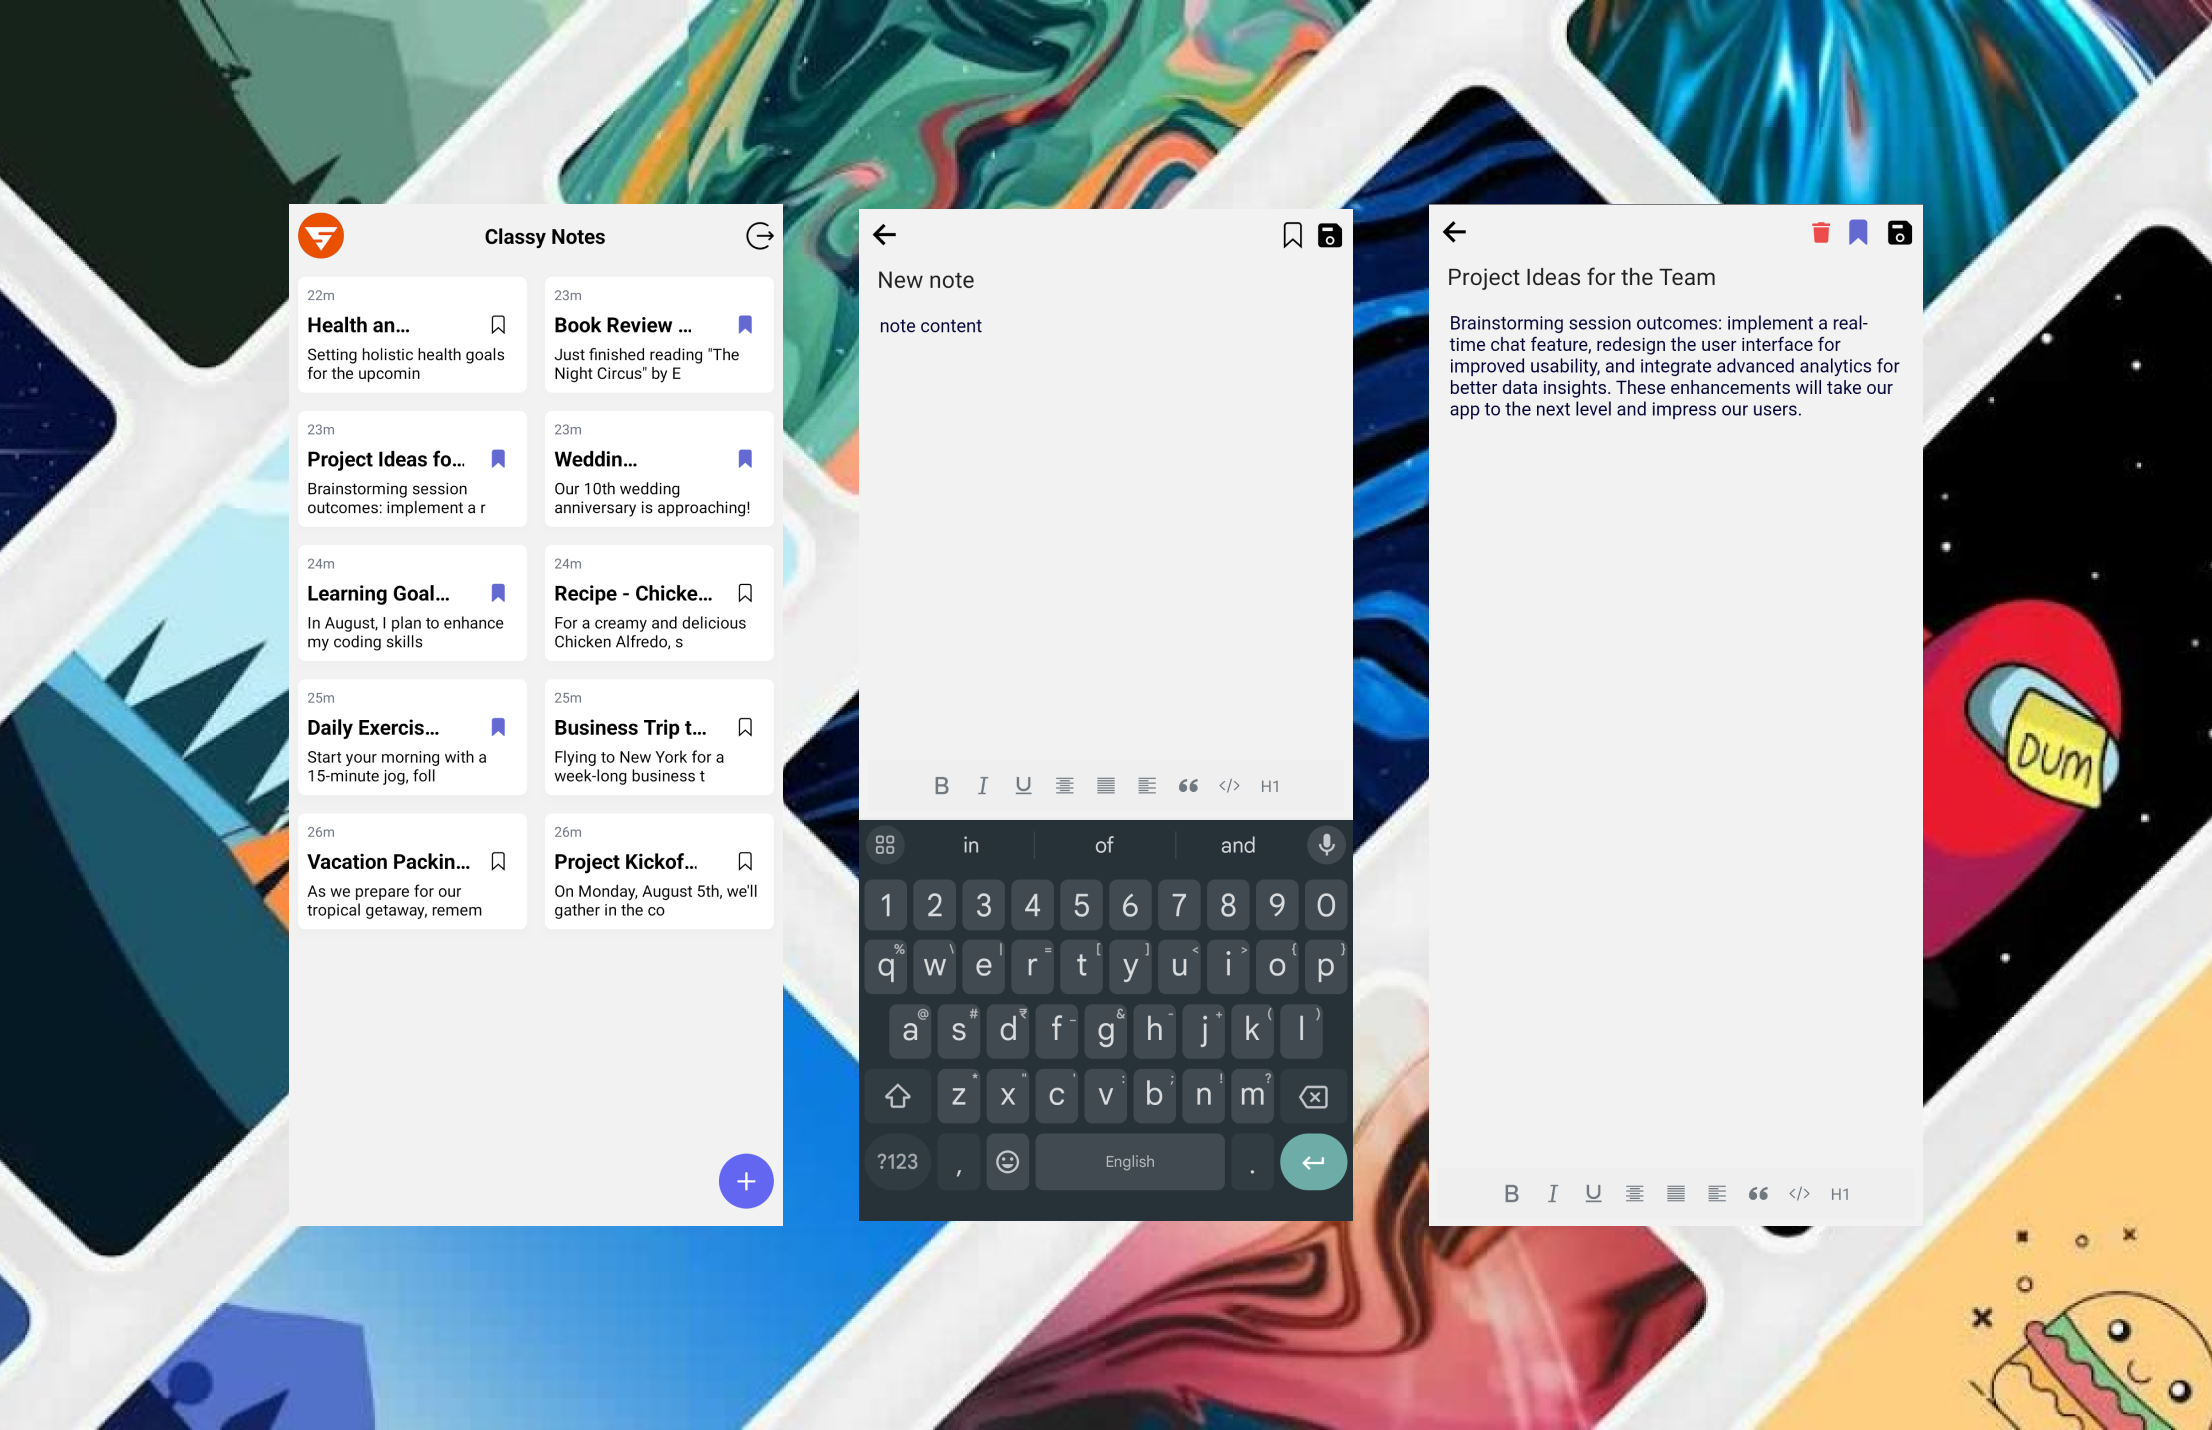 Classy Notes
22m
Health an...
Setting holistic health goals
for the upcomin
23m
Book Review ...
Just finished reading "The
Night Circus" by E
23m
Project Ideas fo...
Brainstorming session
outcomes: implement a r
23m
Weddin...
Our 10th wedding
anniversary is approaching!
24m
Learning Goal...
In August, I plan to enhance
my coding skills
24m
Recipe - Chicke...
For a creamy and delicious
Chicken Alfredo, s
25m
Daily Exercis...
Start your morning with a
15-minute jog, foll
25m
Business Trip t...
Flying to New York for a
week-long business t
26m
Vacation Packin...
As we prepare for our
tropical getaway, remem
26m
Project Kickof...
On Monday, August 5th, we'll
gather in the co
New note
note content
B I U </> H1
in of and
1 2 3 4 5 6 7 8 9 0
% \ | = [ ] < > { }
q w e r t y u i o p
@ # ₹ _ & - + ( )
a s d f g h j k l
* " ' : ; ! ?
z x c v b n m
?123 , English .
Project Ideas for the Team
Brainstorming session outcomes: implement a real-
time chat feature, redesign the user interface for
improved usability, and integrate advanced analytics for
better data insights. These enhancements will take our
app to the next level and impress our users.
B I U </> H1
DUM